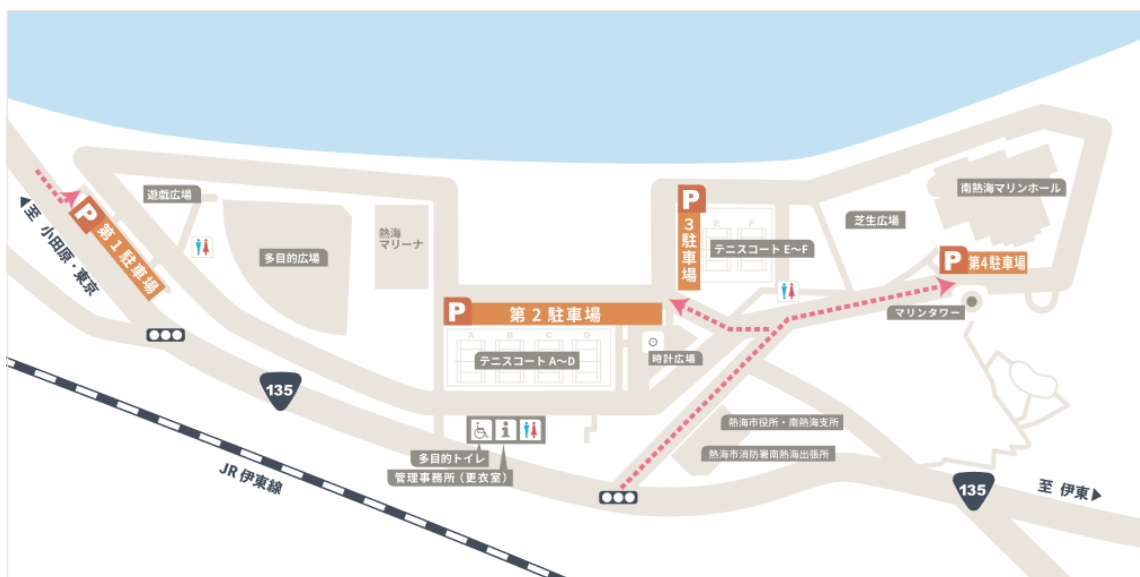 P
第1駐車場
至 小田原・東京
遊戯広場
多目的広場
熱海
マリーナ
P
3駐車場
E F
テニスコート E〜F
芝生広場
南熱海マリンホール
P 第4駐車場
マリンタワー
P 第2駐車場
A B C D
テニスコート A〜D
時計広場
135
i
多目的トイレ
管理事務所（更衣室）
熱海市役所・南熱海支所
熱海市消防署南熱海出張所
JR 伊東線
135
至 伊東